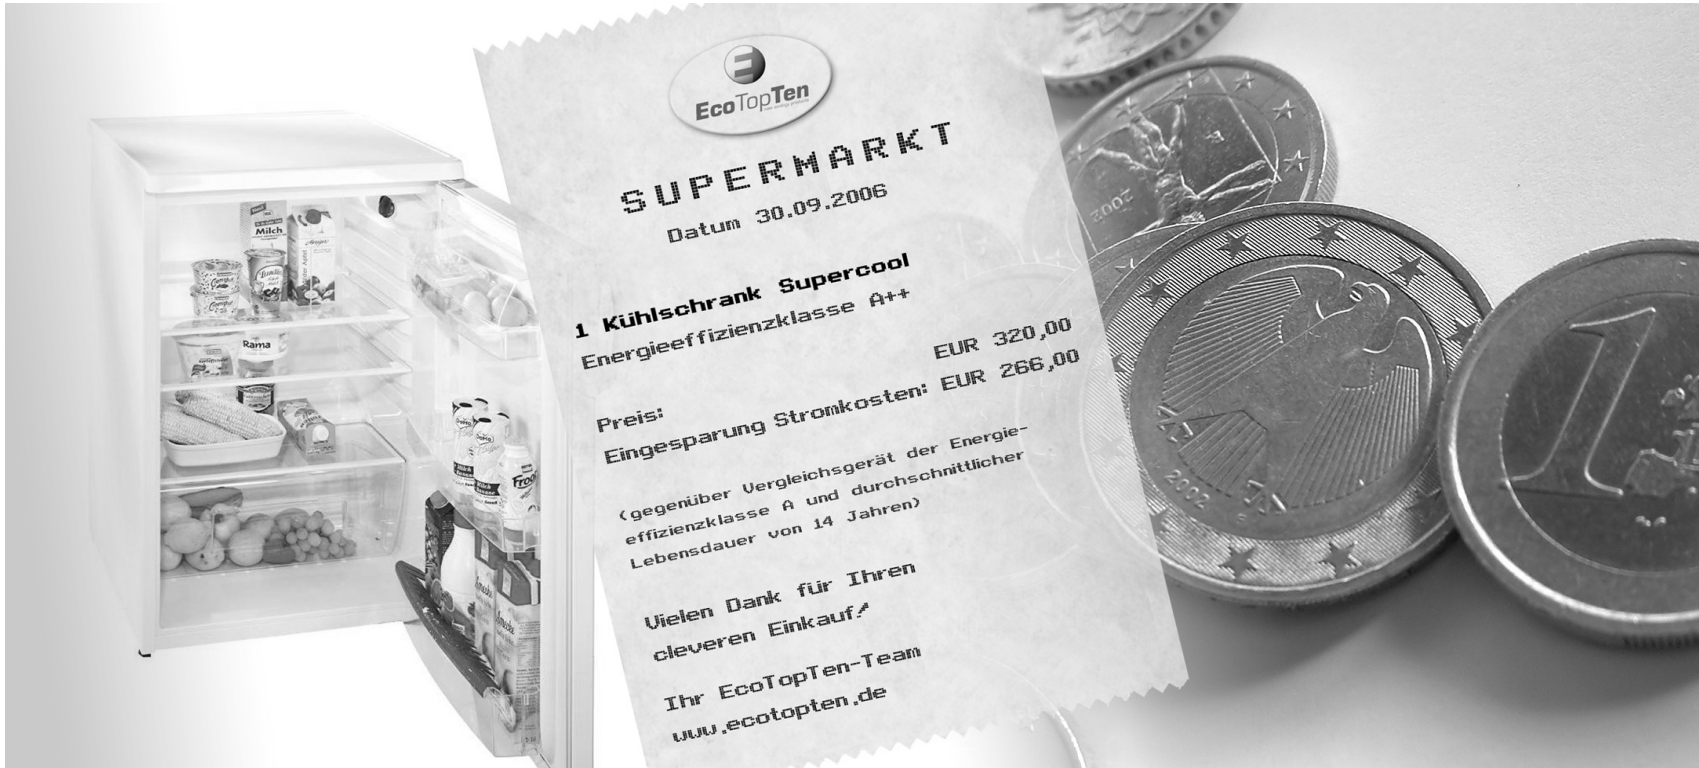 EcoTopTen
SUPERMARKT
Datum 30.09.2006
1 Kühlschrank Supercool
Energieeffizienzklasse A++
EUR 320,00
Preis:
Eingesparung Stromkosten: EUR 266,00
(gegenüber Vergleichsgerät der Energie-
effizienzklasse A und durchschnittlicher
Lebensdauer von 14 Jahren)
Vielen Dank für Ihren
cleveren Einkauf!
Ihr EcoTopTen-Team
www.ecotopten.de
Milch
Rama
2002
2002
1